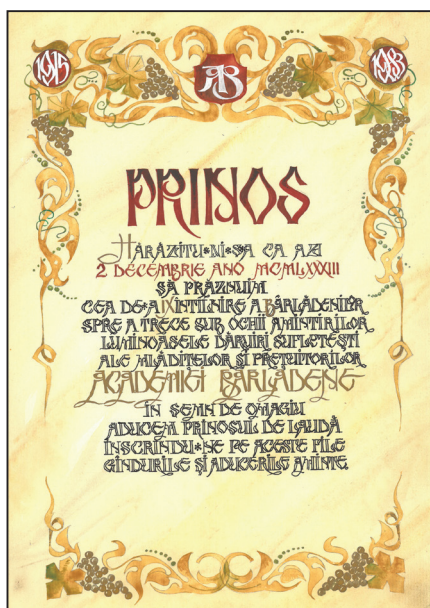 1915
AB
1983
PRINOS
HĂRĂZITU*NI*S*A CA AZI
2 DECEMBRIE ANO MCMLXXXIII
SĂ PRĂZNUIM
CEA DE*A IX ÎNTÎLNIRE A BÂRLĂDENILOR
SPRE A TRECE SUB OCHII AMINTIRILOR
LUMINOASELE DĂRUIRI SUFLETEȘTI
ALE MLĂDIȚELOR ȘI PREȚUITORILOR
ACADEMIEI BÂRLĂDENE
ÎN SEMN DE OMAGIU
ADUCEM PRINOSUL DE LAUDĂ
ÎNSCRIINDU*NE PE ACESTE FILE
GÎNDURILE ȘI ADUCERILE AMINTE